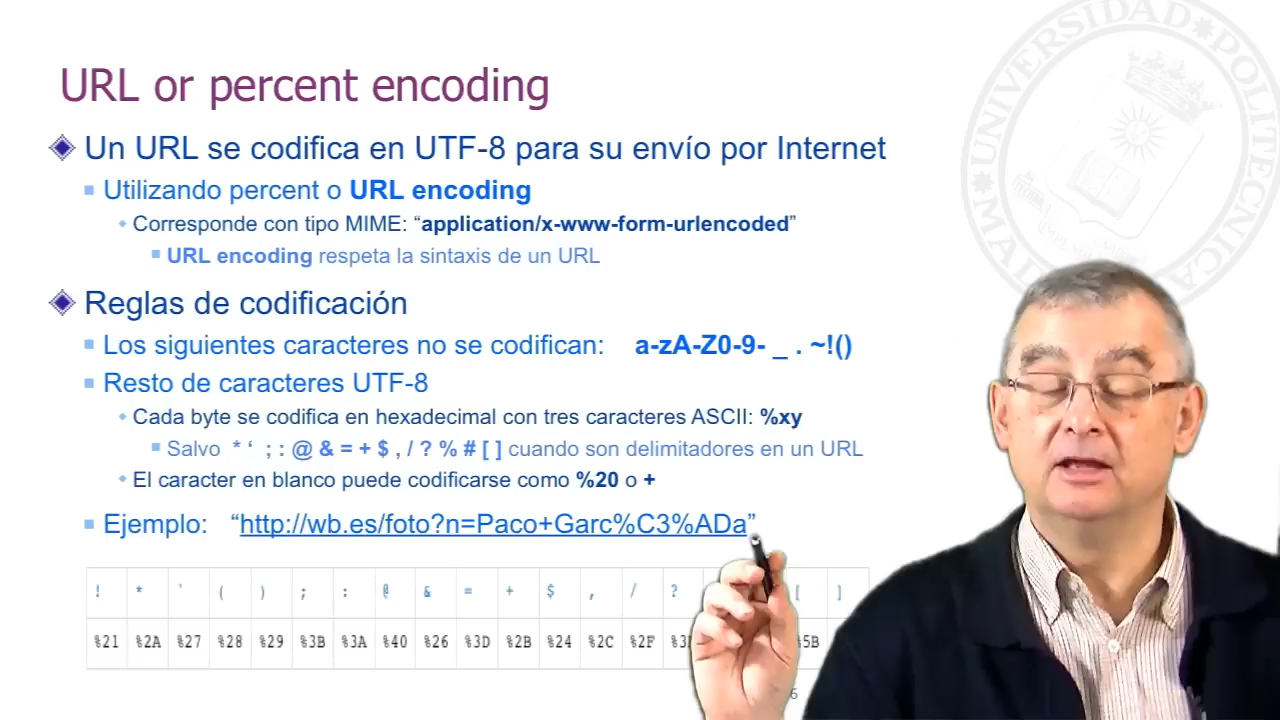 URL or percent encoding
Un URL se codifica en UTF-8 para su envío por Internet
Utilizando percent o URL encoding
Corresponde con tipo MIME: “application/x-www-form-urlencoded”
URL encoding respeta la síntaxis de un URL
Reglas de codificación
Los siguientes caracteres no se codifican: a-zA-Z0-9- _ . ~!()
Resto de caracteres UTF-8
Cada byte se codifica en hexadecimal con tres caracteres ASCII: %xy
Salvo * ‘ ; : @ & = + $ , / ? % # [ ] cuando son delimitadores en un URL
El caracter en blanco puede codificarse como %20 o +
Ejemplo: “http://wb.es/foto?n=Paco+Garc%C3%ADa”
! * ' ( ) ; : @ & = + $ , / ? [ ]
%21 %2A %27 %28 %29 %3B %3A %40 %26 %3D %2B %24 %2C %2F %5B
UNIVERSIDAD POLITECNICA
6